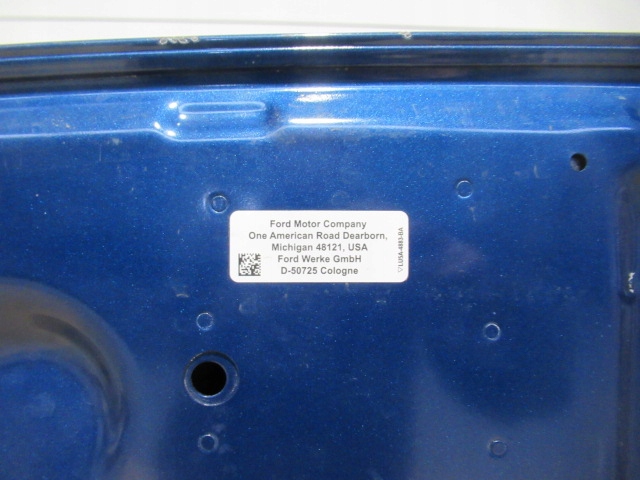 Ford Motor Company
One American Road Dearborn,
Michigan 48121, USA
Ford Werke GmbH
D-50725 Cologne